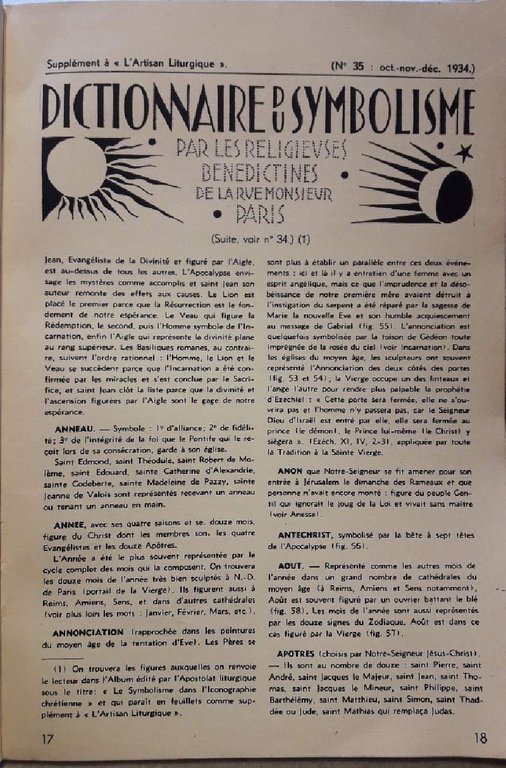 Supplément à « L'Artisan Liturgique ».
(N° 35 : oct.-nov.-déc. 1934.)
DICTIONNAIRE DU SYMBOLISME
PAR LES RELIGIEVSES
BENEDICTINES
DE LA RVE MONSIEVR
PARIS
(Suite, voir n° 34.) (1)
Jean, Evangéliste de la Divinité et figuré par l'Aigle,
est au-dessus de tous les autres. L'Apocalypse envi-
sage les mystères comme accomplis et saint Jean son
auteur remonte des effets aux causes. Le Lion est
placé le premier parce que la Résurrection est le fon-
dement de notre espérance. Le Veau qui figure la
Rédemption, le second, puis l'Homme symbole de l'In-
carnation, enfin l'Aigle qui représente la divinité plane
au rang supérieur. Les Basiliques romanes, au contrai-
re, suivent l'ordre rationnel : l'Homme, le Lion et le
Veau se succèdent parce que l'Incarnation a été con-
firmée par les miracles et s'est conclue par le Sacri-
fice, et saint Jean clôt la liste parce que la divinité et
l'ascension figurées par l'Aigle sont le gage de notre
espérance.
ANNEAU. — Symbole : 1° d'alliance; 2° de fidéli-
té; 3° de l'intégrité de la foi que le Pontife qui le re-
çoit lors de sa consécration, garde à son église.
Saint Edmond, saint Théodule, saint Robert de Mo-
lème, saint Edouard, sainte Catherine d'Alexandrie,
sainte Godeberte, sainte Madeleine de Pazzy, sainte
Jeanne de Valois sont représentés recevant un anneau
ou tenant un anneau en main.
ANNEE, avec ses quatre saisons et se. douze mois,
figure du Christ dont les membres son. les quatre
Evangélistes et les douze Apôtres.
L'Année a été le plus souvent représentée par le
cycle complet des mois qui la composent. On trouvera
les douze mois de l'année très bien sculptés à N.-D.
de Paris (portail de la Vierge). Ils figurent aussi à
Reims, Amiens, Sens, et dans d'autres cathédrales
(voir plus loin les mots : Janvier, Février, Mars, etc.).
ANNONCIATION (rapprochée dans les peintures
du moyen âge de la tentation d'Eve). Les Pères se
(1) On trouvera les figures auxquelles on renvoie
le lecteur dans l'Album édité par l'Apostolat liturgique
sous le titre: « Le Symbolisme dans l'Iconographie
chrétienne » et qui paraît en feuillets comme sup-
plément à « L'Artisan Liturgique ».
17
sont plus à établir un parallèle entre ces deux événe-
ments : ici et là il y a entretien d'une femme avec un
esprit angélique, mais ce que l'imprudence et la déso-
béissance de notre première mère avaient détruit à
l'instigation du serpent a été réparé par la sagesse de
Marie la nouvelle Eve et son humble acquiescement
au message de Gabriel (fig. 55). L'annonciation est
quelquefois symbolisée par la toison de Gédéon toute
imprégnée de la rosée du ciel (voir Incarnation). Dans
les églises du moyen âge, les sculpteurs ont souvent
représenté l'Annonciation des deux côtés des portes
(fig. 53 et 54); la Vierge occupe un des linteaux et
l'ange l'autre pour rendre plus palpable la prophétie
d'Ezechiel : « Cette porte sera fermée, elle ne s'ou-
vrira pas et l'homme n'y passera pas, car le Seigneur
Dieu d'Israël est entré par elle, elle sera fermée au
prince (le démon), le Prince lui-même (le Christ) y
siègera ». (Ezéch. XI, IV, 2-3), appliquée par toute
la Tradition à la Sainte Vierge.
ANON que Notre-Seigneur se fit amener pour son
entrée à Jérusalem le dimanche des Rameaux et que
personne n'avait encore monté : figure du peuple Gen-
til qui ignorait le joug de la Loi et vivait sans maître
(voir Anesse).
ANTECHRIST, symbolisé par la bête à sept têtes
de l'Apocalypse (fig. 56).
AOUT. — Représenté comme les autres mois de
l'année dans un grand nombre de cathédrales du
moyen âge (à Reims, Amiens et Sens notamment).
Août est souvent figuré par un ouvrier battant le blé
(fig. 58). Les mois de l'année sont aussi représentés
par les douze signes du Zodiaque. Août est dans ce
cas figuré par la Vierge (fig. 57).
APOTRES (choisis par Notre-Seigneur Jésus-Christ).
— Ils sont au nombre de douze : saint Pierre, saint
André, saint Jacques le Majeur, saint Jean, saint Tho-
mas, saint Jacques le Mineur, saint Philippe, saint
Barthélémy, saint Matthieu, saint Simon, saint Thad-
dée ou Jude, saint Mathias qui remplaça Judas.
18